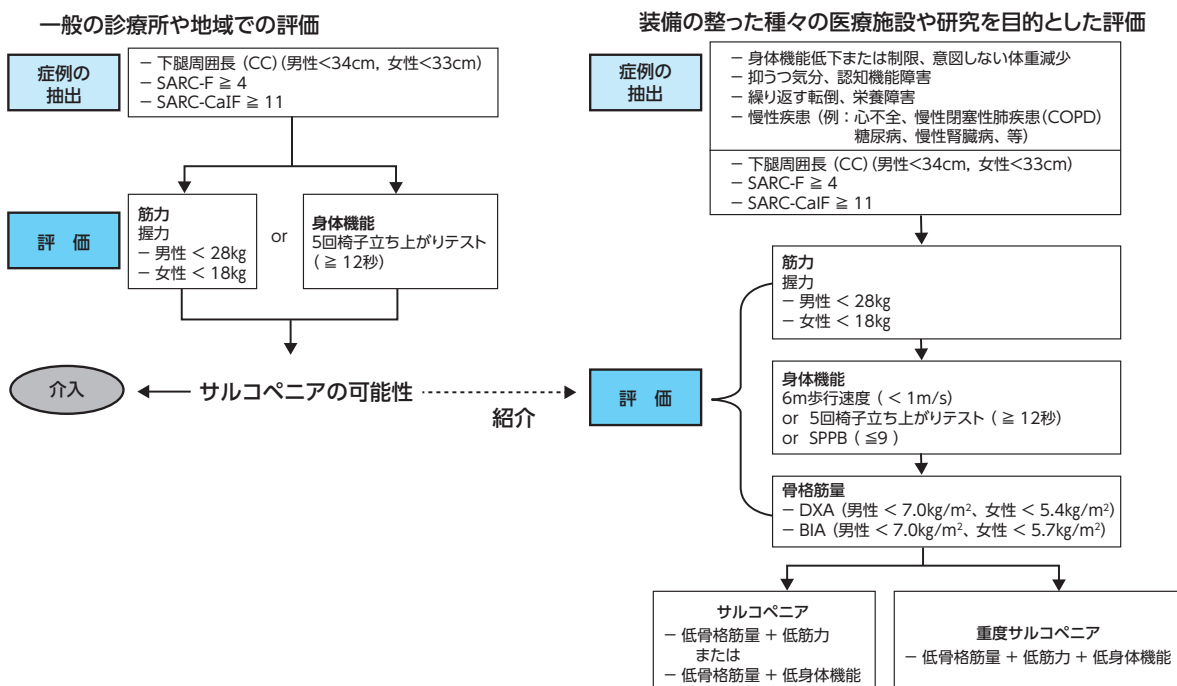 一般の診療所や地域での評価
症例の
抽出
− 下腿周囲長 (CC) (男性<34cm, 女性<33cm)
− SARC-F ≧ 4
− SARC-CalF ≧ 11
評 価
筋力
握力
− 男性 < 28kg
− 女性 < 18kg
or
身体機能
5回椅子立ち上がりテスト
( ≧ 12秒)
介入
サルコペニアの可能性
紹介
装備の整った種々の医療施設や研究を目的とした評価
症例の
抽出
− 身体機能低下または制限、意図しない体重減少
− 抑うつ気分、認知機能障害
− 繰り返す転倒、栄養障害
− 慢性疾患 (例：心不全、慢性閉塞性肺疾患(COPD)
糖尿病、慢性腎臓病、等)
− 下腿周囲長 (CC) (男性<34cm, 女性<33cm)
− SARC-F ≧ 4
− SARC-CalF ≧ 11
評 価
筋力
握力
− 男性 < 28kg
− 女性 < 18kg
身体機能
6m歩行速度 ( < 1m/s)
or 5回椅子立ち上がりテスト ( ≧ 12秒)
or SPPB ( ≦9 )
骨格筋量
− DXA (男性 < 7.0kg/m²、女性 < 5.4kg/m²)
− BIA (男性 < 7.0kg/m²、女性 < 5.7kg/m²)
サルコペニア
− 低骨格筋量 + 低筋力
または
− 低骨格筋量 + 低身体機能
重度サルコペニア
− 低骨格筋量 + 低筋力 + 低身体機能